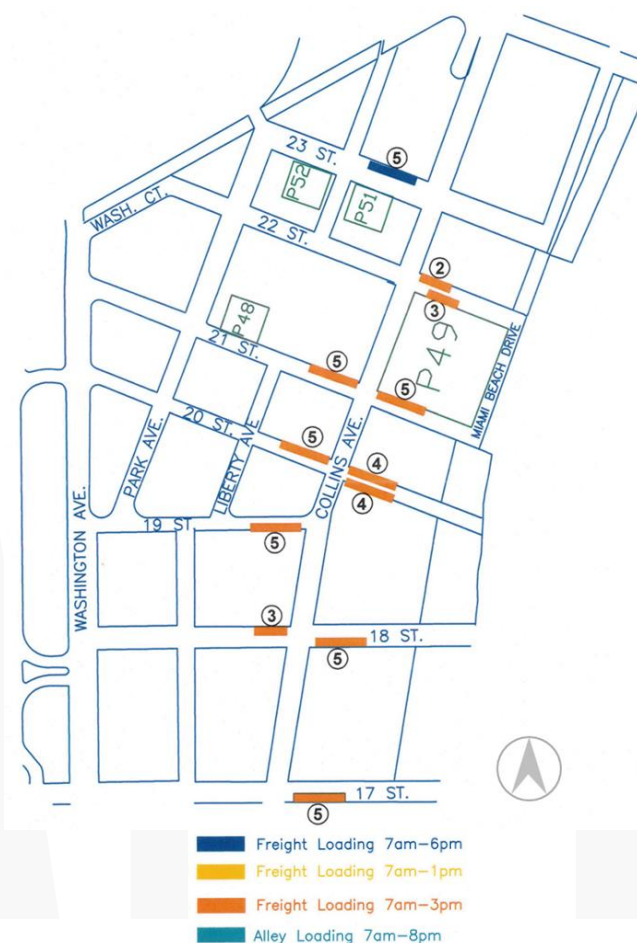 23 ST.
5
P52
P51
WASH. CT.
22 ST.
2
3
P48
P49
21 ST.
5
5
MIAMI BEACH DRIVE
20 ST.
5
4
4
PARK AVE.
LIBERTY AVE
COLLINS AVE.
WASHINGTON AVE.
19 ST
5
3
18 ST.
5
17 ST.
5
Freight Loading 7am-6pm
Freight Loading 7am-1pm
Freight Loading 7am-3pm
Alley Loading 7am-8pm